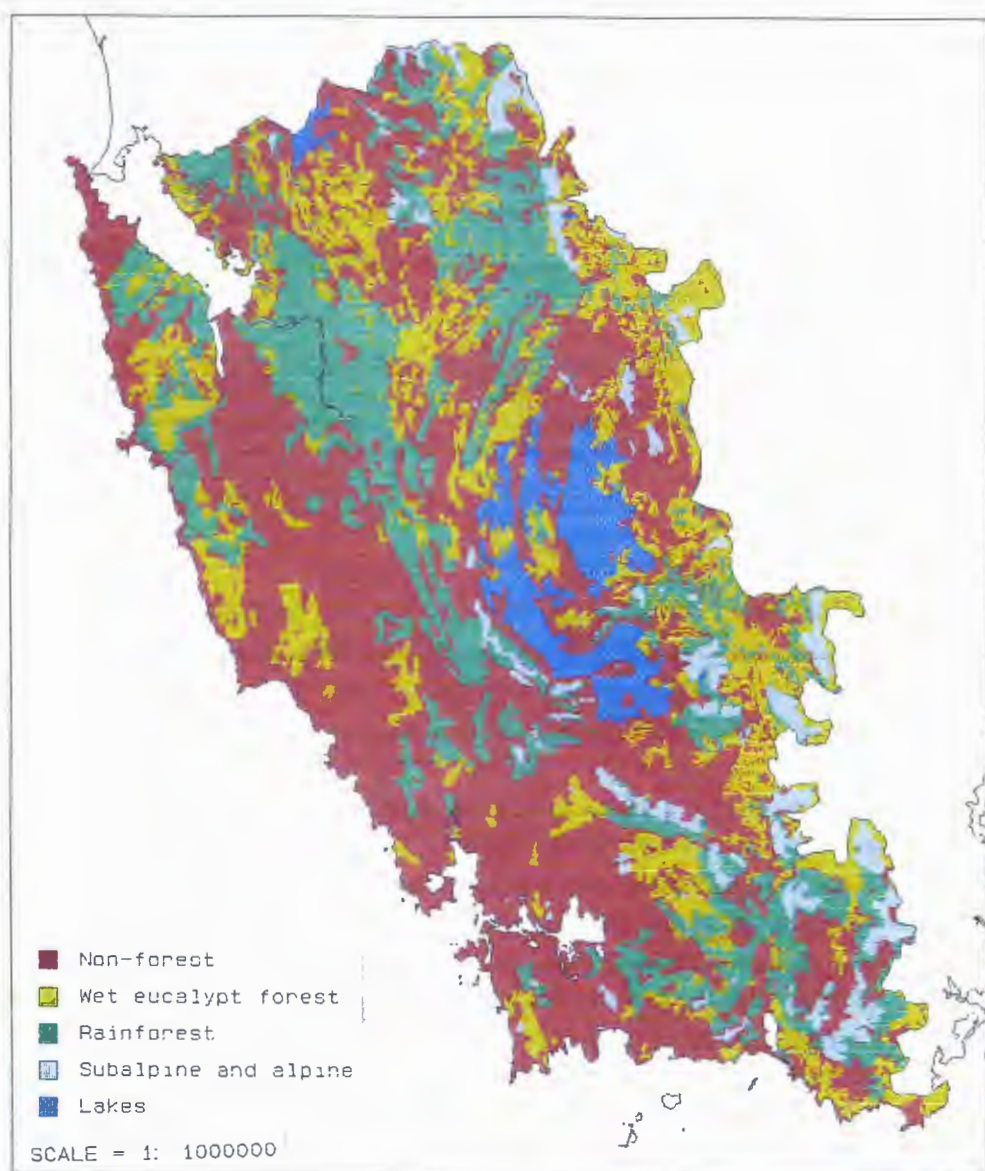 Non-forest
Wet eucalypt forest
Rainforest
Subalpine and alpine
Lakes
SCALE = 1: 1000000